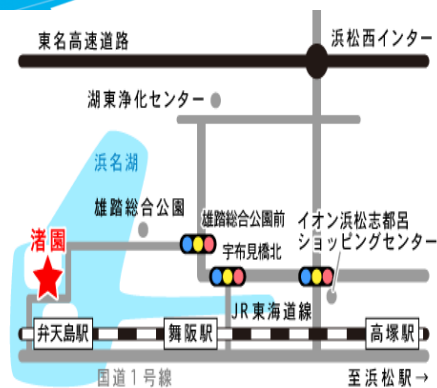 東名高速道路
浜松西インター
湖東浄化センター
浜名湖
雄踏総合公園
雄踏総合公園前
イオン浜松志都呂
ショッピングセンター
渚園
宇布見橋北
JR東海道線
弁天島駅
舞阪駅
高塚駅
国道1号線
至浜松駅→